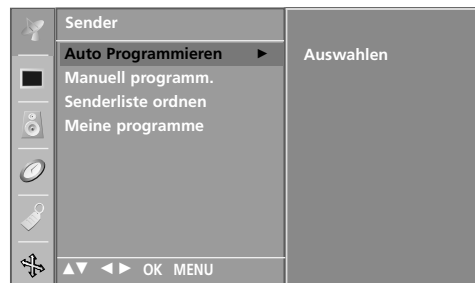 Sender
Auto Programmieren ► Auswahlen
Manuell programm.
Senderliste ordnen
Meine programme
▲▼ ◄► OK MENU